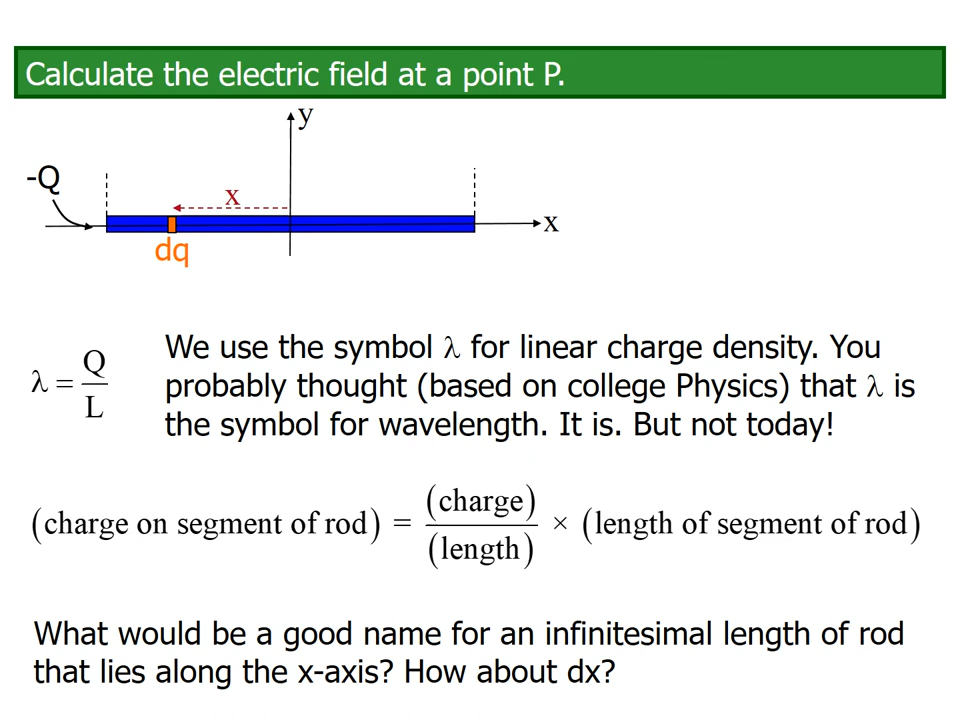 Calculate the electric field at a point P.
y
-Q
x
x
dq
λ = Q/L
We use the symbol λ for linear charge density. You
probably thought (based on college Physics) that λ is
the symbol for wavelength. It is. But not today!
(charge on segment of rod) = (charge)/(length) × (length of segment of rod)
What would be a good name for an infinitesimal length of rod
that lies along the x-axis? How about dx?